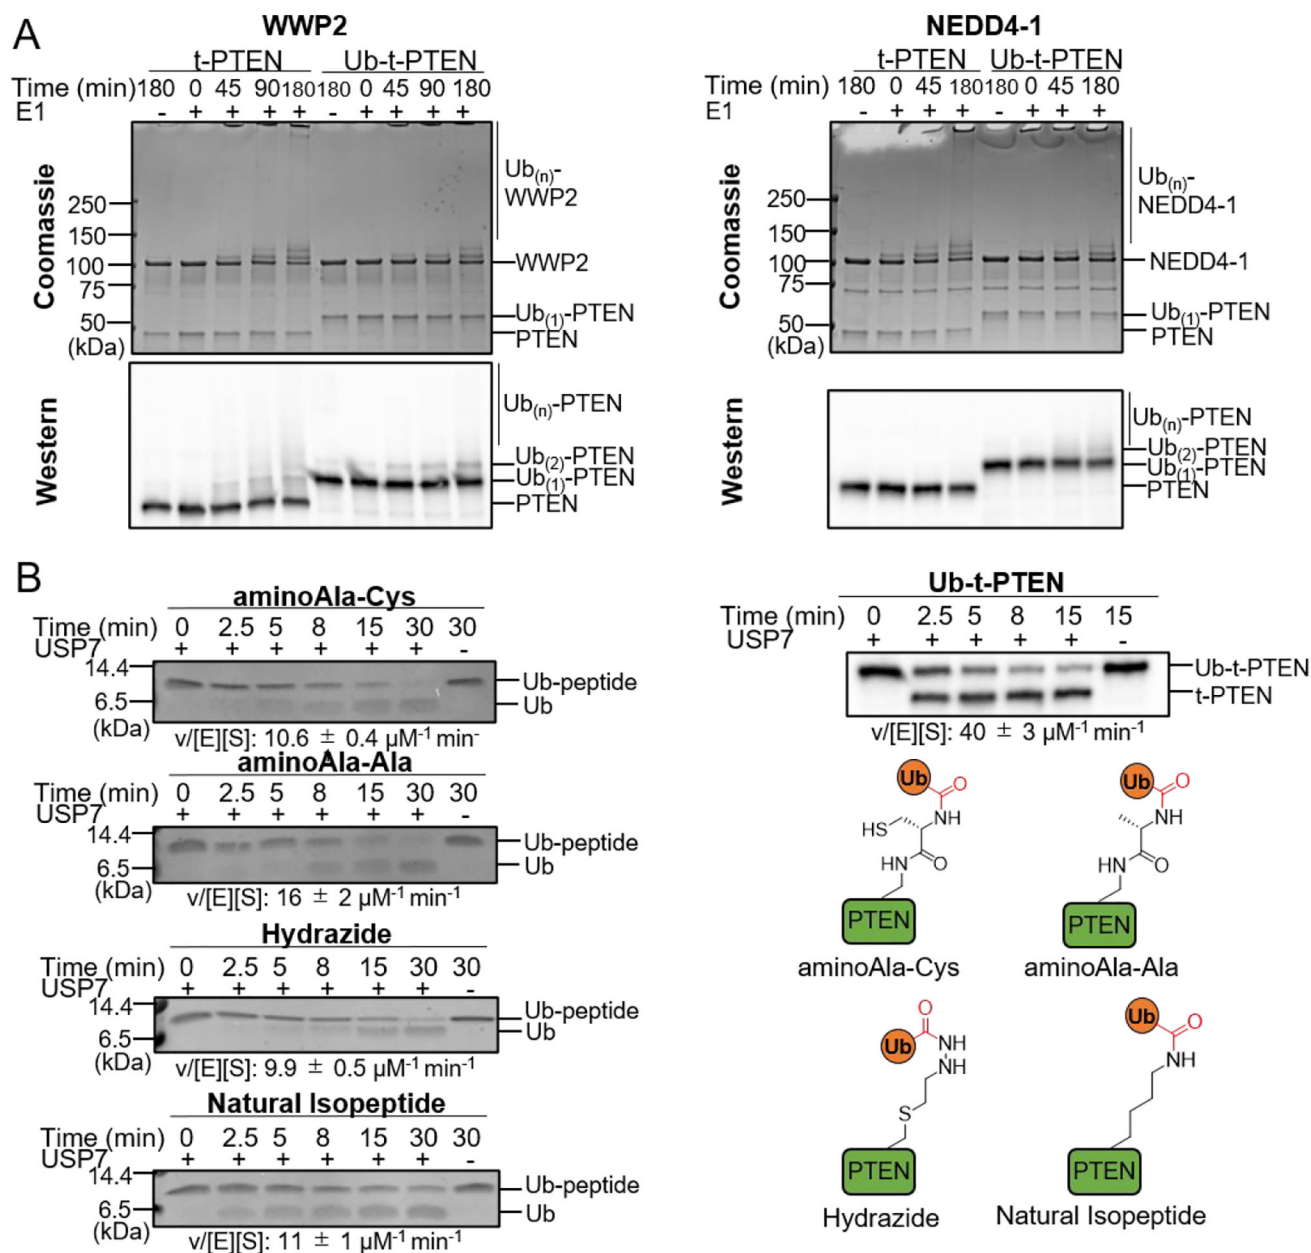 A
WWP2
t-PTEN Ub-t-PTEN
Time (min) 180 0 45 90 180 180 0 45 90 180
E1 - + + + + - + + + +
Coomassie
250
150
100
75
50
(kDa)
Ub(n)-
WWP2
WWP2
Ub(1)-PTEN
PTEN
Western
Ub(n)-PTEN
Ub(2)-PTEN
Ub(1)-PTEN
PTEN
NEDD4-1
t-PTEN Ub-t-PTEN
Time (min) 180 0 45 180 180 0 45 180
E1 - + + + - + + +
Coomassie
250
150
100
75
50
(kDa)
Ub(n)-
NEDD4-1
NEDD4-1
Ub(1)-PTEN
PTEN
Western
Ub(n)-PTEN
Ub(2)-PTEN
Ub(1)-PTEN
PTEN
B
aminoAla-Cys
Time (min) 0 2.5 5 8 15 30 30
USP7 + + + + + + -
14.4
6.5
(kDa)
Ub-peptide
Ub
v/[E][S]: 10.6 ± 0.4 µM-1 min-
aminoAla-Ala
Time (min) 0 2.5 5 8 15 30 30
USP7 + + + + + + -
14.4
6.5
(kDa)
Ub-peptide
Ub
v/[E][S]: 16 ± 2 µM-1 min-1
Hydrazide
Time (min) 0 2.5 5 8 15 30 30
USP7 + + + + + + -
14.4
6.5
(kDa)
Ub-peptide
Ub
v/[E][S]: 9.9 ± 0.5 µM-1 min-1
Natural Isopeptide
Time (min) 0 2.5 5 8 15 30 30
USP7 + + + + + + -
14.4
6.5
(kDa)
Ub-peptide
Ub
v/[E][S]: 11 ± 1 µM-1 min-1
Ub-t-PTEN
Time (min) 0 2.5 5 8 15 15
USP7 + + + + + -
Ub-t-PTEN
t-PTEN
v/[E][S]: 40 ± 3 µM-1 min-1
Ub
O
HS
NH
HN
O
PTEN
aminoAla-Cys
Ub
O
NH
HN
O
PTEN
aminoAla-Ala
O
Ub
NH
NH
S
PTEN
Hydrazide
Ub
O
NH
PTEN
Natural Isopeptide